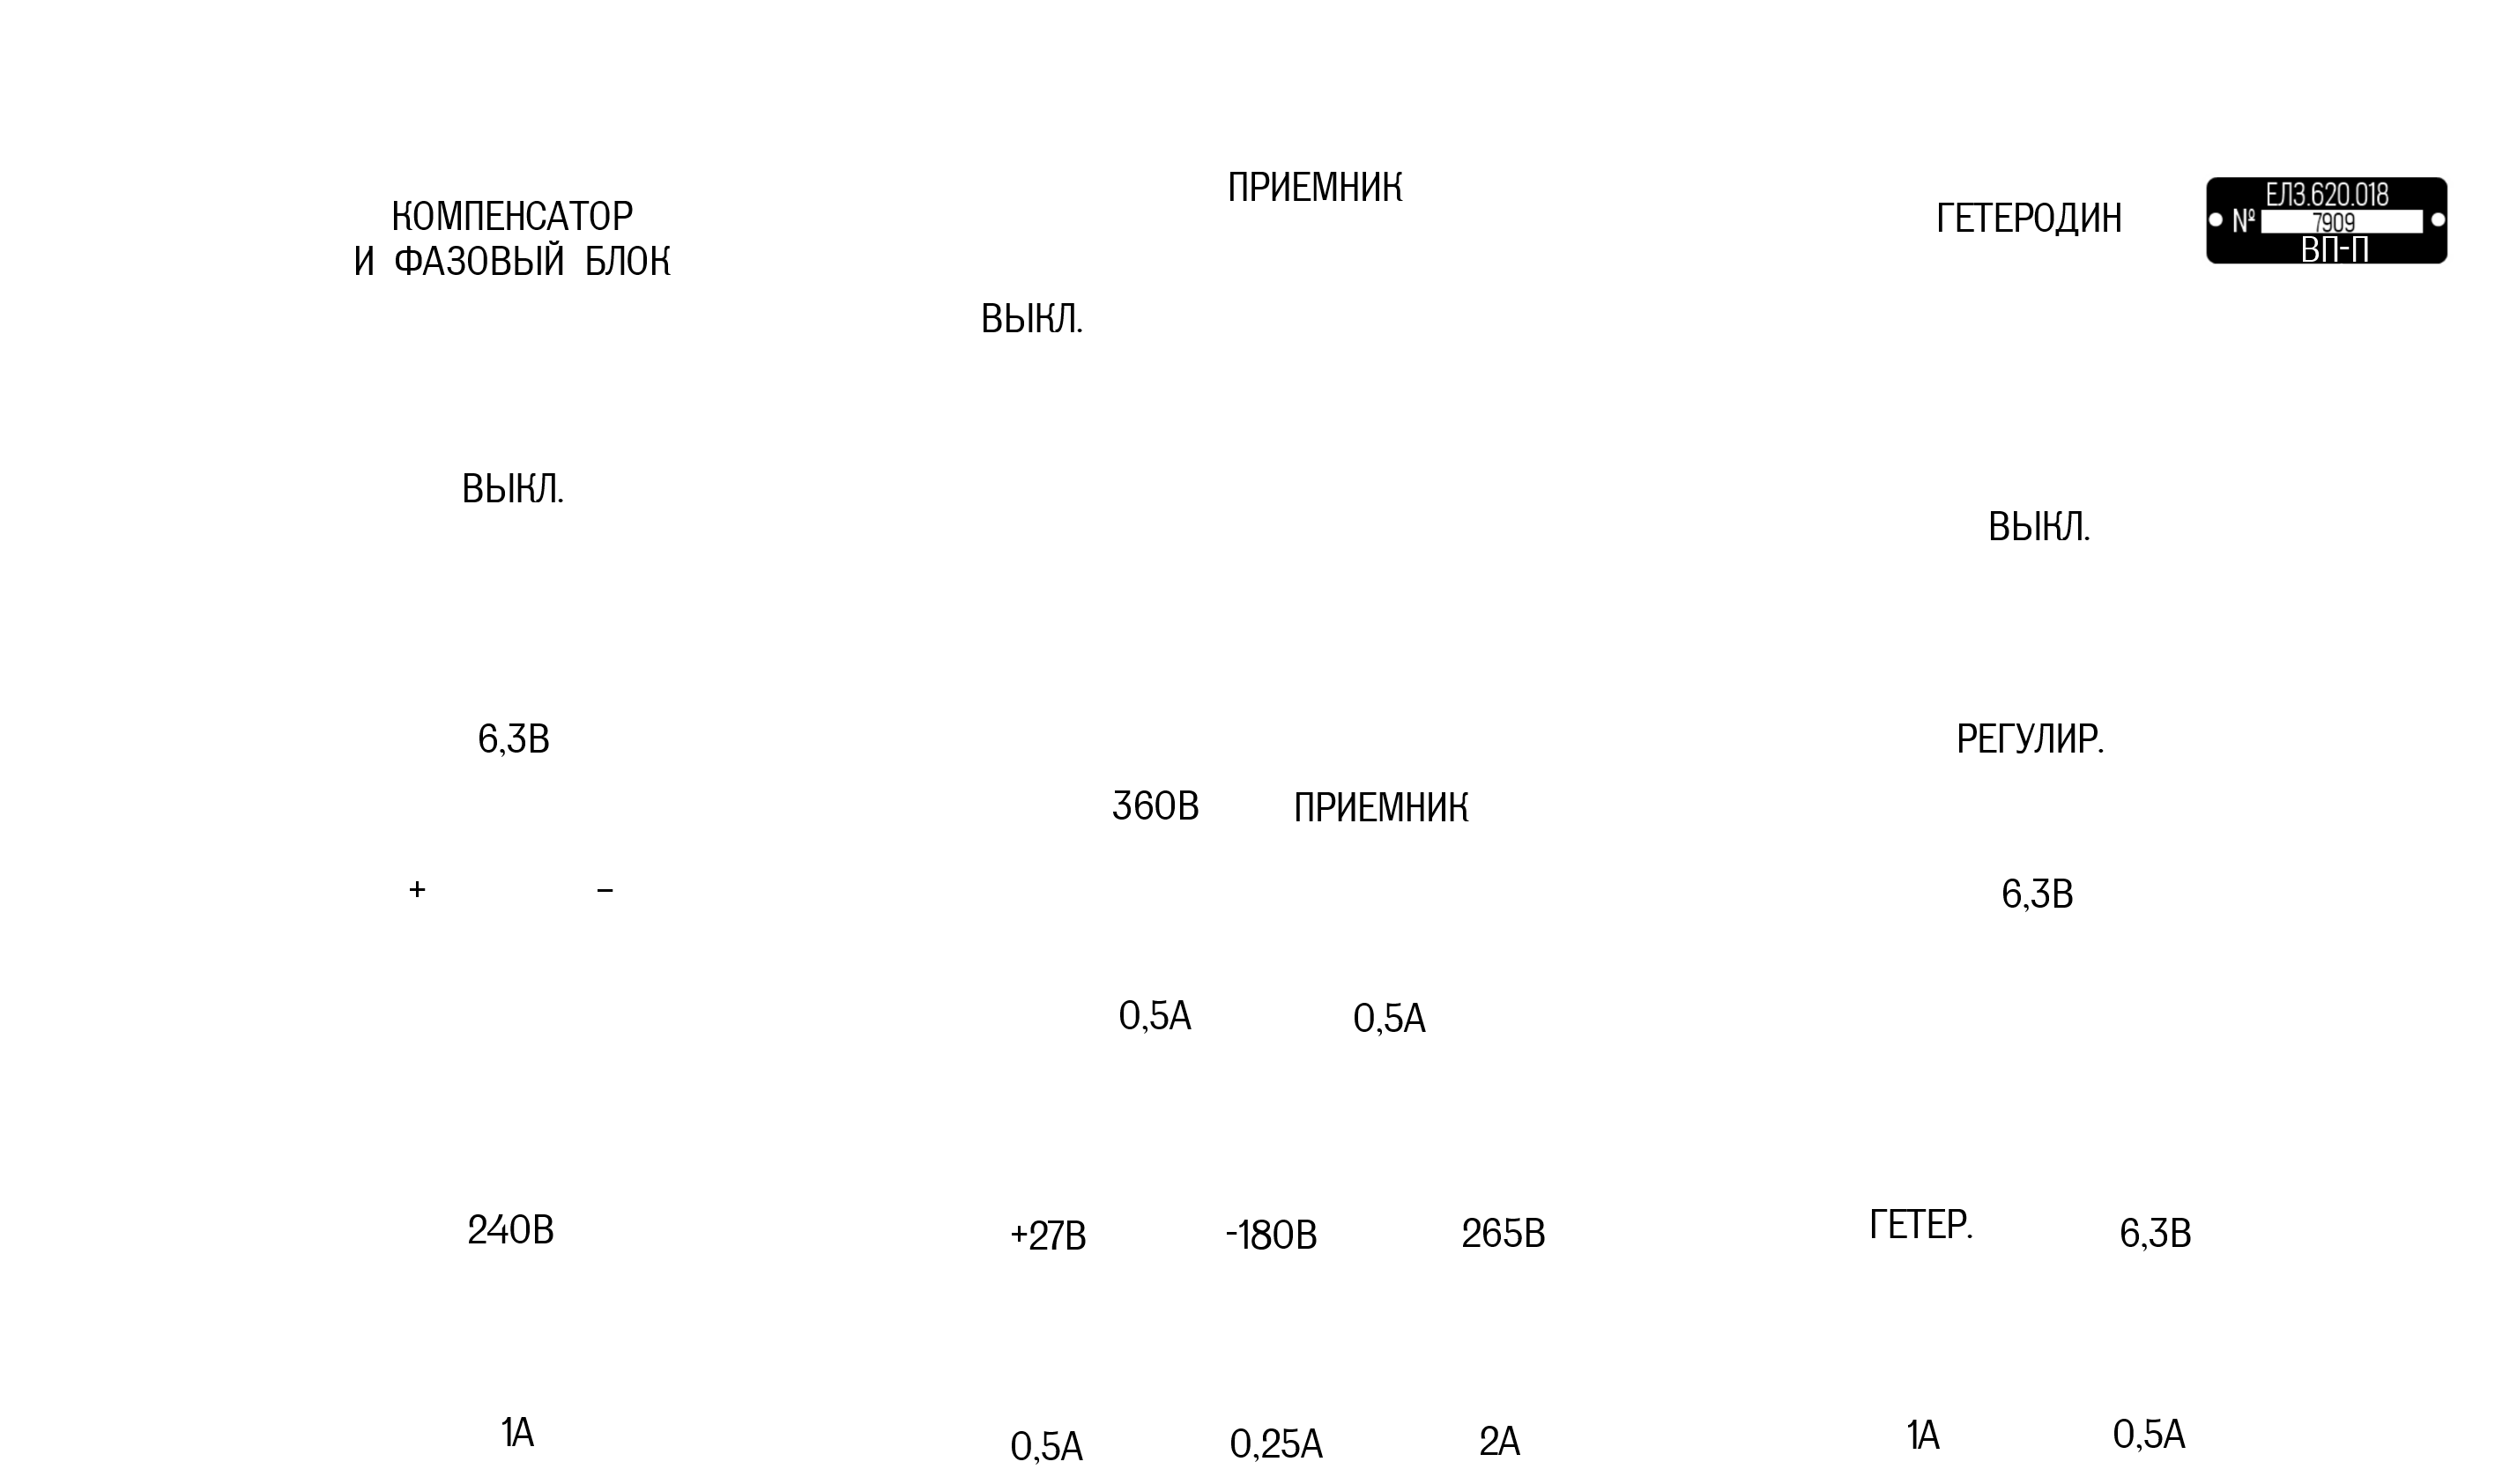 ПРИЕМНИК
КОМПЕНСАТОР
И ФАЗОВЫЙ БЛОК
ГЕТЕРОДИН
ЕЛ3.620.018
№ 7909
ВП-П
ВЫКЛ.
ВЫКЛ.
ВЫКЛ.
6,3В
РЕГУЛИР.
360В ПРИЕМНИК
+ –
6,3В
0,5А 0,5А
240В +27В -180В 265В ГЕТЕР. 6,3В
1А 0,5А 0,25А 2А 1А 0,5А